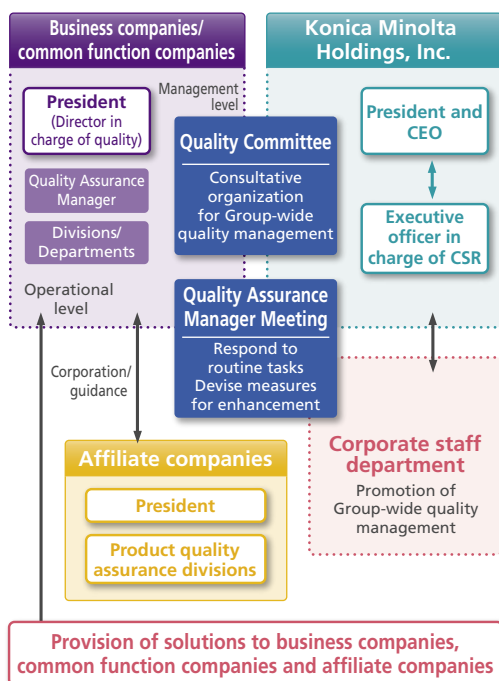 Business companies/
common function companies
Konica Minolta
Holdings, Inc.
Management
level
President
(Director in
charge of quality)
Quality Assurance
Manager
Divisions/
Departments
Operational
level
Quality Committee
Consultative
organization
for Group-wide
quality management
President and
CEO
Executive
officer in
charge of CSR
Quality Assurance
Manager Meeting
Respond to
routine tasks
Devise measures
for enhancement
Corporation/
guidance
Affiliate companies
President
Product quality
assurance divisions
Corporate staff
department
Promotion of
Group-wide quality
management
Provision of solutions to business companies,
common function companies and affiliate companies